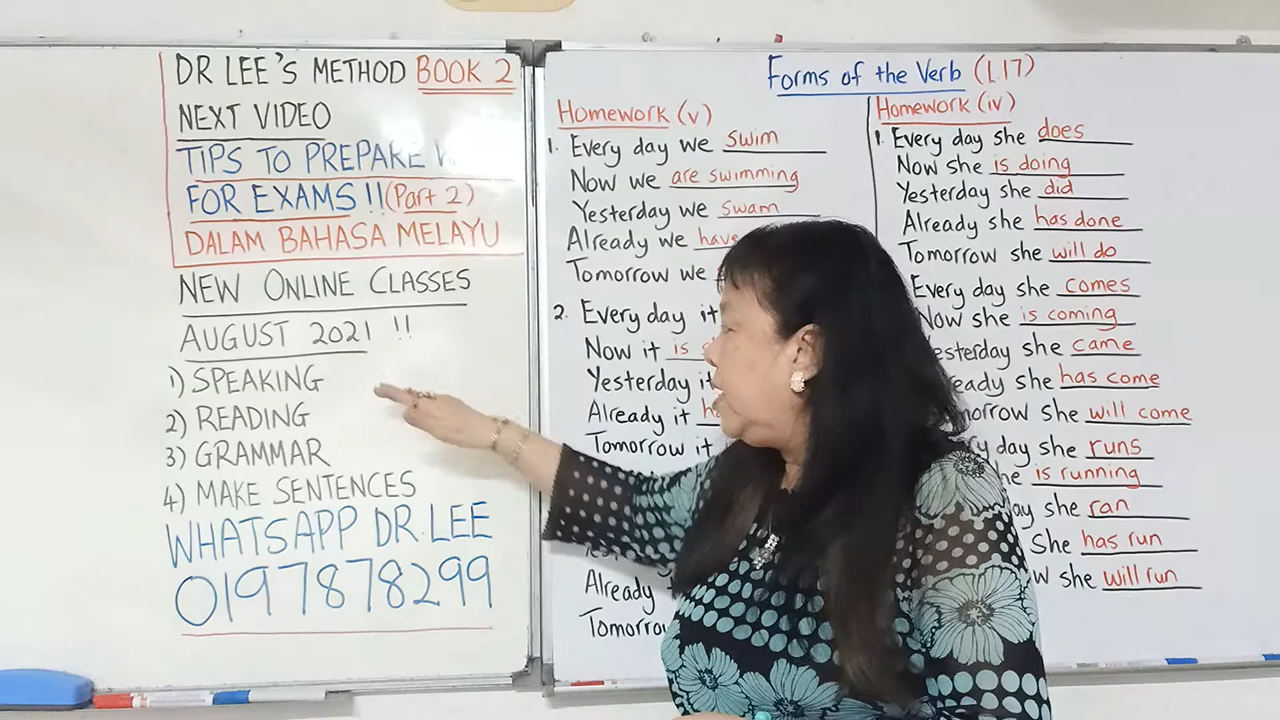 DR LEE'S METHOD BOOK 2
NEXT VIDEO
TIPS TO PREPARE
FOR EXAMS !! (Part 2)
DALAM BAHASA MELAYU
NEW ONLINE CLASSES
AUGUST 2021 !!
1) SPEAKING
2) READING
3) GRAMMAR
4) MAKE SENTENCES
WHATSAPP DR. LEE
0197878299
Forms of the Verb (L.17)
Homework (v)
1. Every day we swim
Now we are swimming
Yesterday we swam
Already we have
Tomorrow we
2. Every day it
Now it is
Yesterday it
Already it
Tomorrow it
Already
Homework (iv)
1. Every day she does
Now she is doing
Yesterday she did
Already she has done
Tomorrow she will do
Every day she comes
Now she is coming
she came
she has come
she will come
day she runs
is running
she ran
She has run
she will run